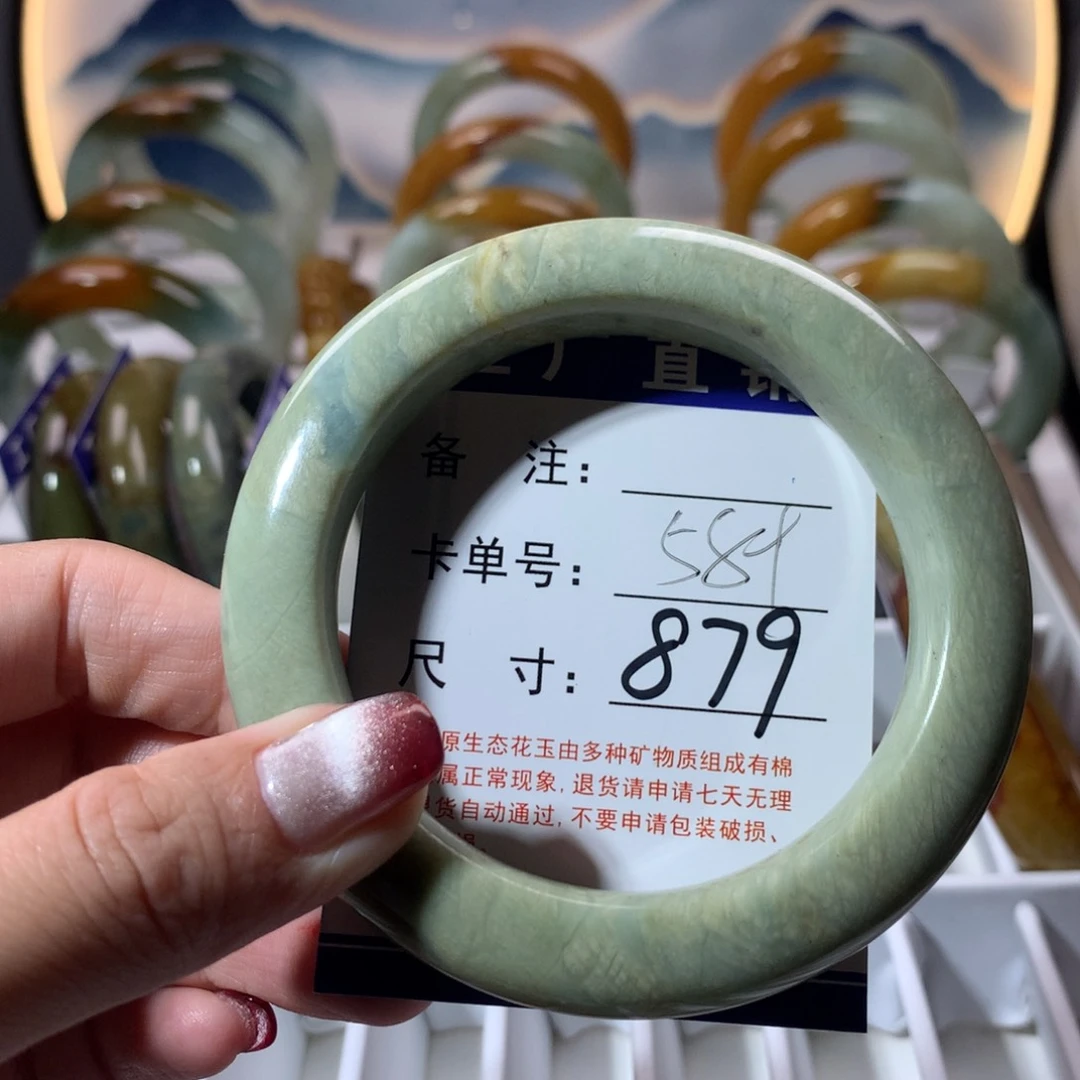 厂直销
备 注：
卡单号： 584
尺 寸： 879
原生态花玉由多种矿物质组成有棉
属正常现象，退货请申请七天无理
货自动通过，不要申请包装破损、